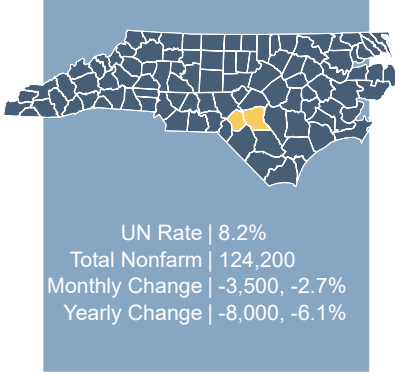 UN Rate | 8.2%
Total Nonfarm | 124,200
Monthly Change | -3,500, -2.7%
Yearly Change | -8,000, -6.1%